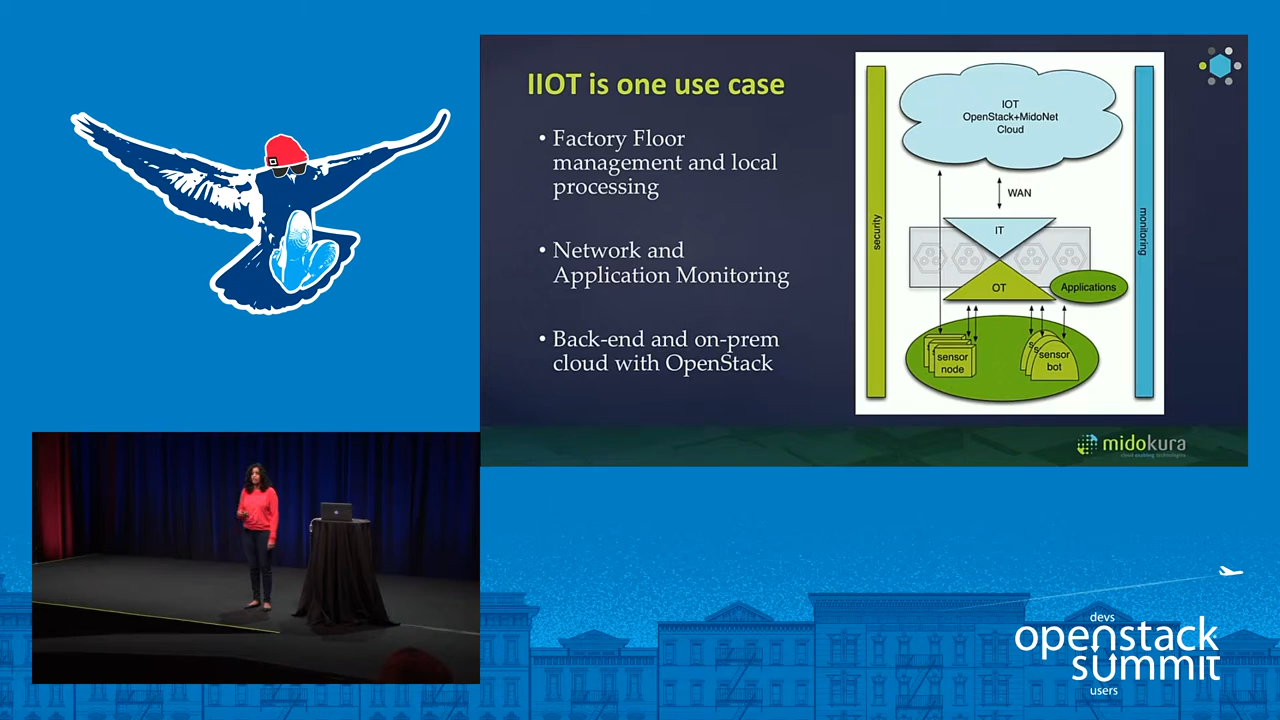 IIOT is one use case
• Factory Floor
management and local
processing
• Network and
Application Monitoring
• Back-end and on-prem
cloud with OpenStack
IOT
OpenStack+MidoNet
Cloud
WAN
security
monitoring
IT
OT
Applications
sensor
node
sensor
bot
midokura
cloud enabling technologies
devs
openstack
summit
users